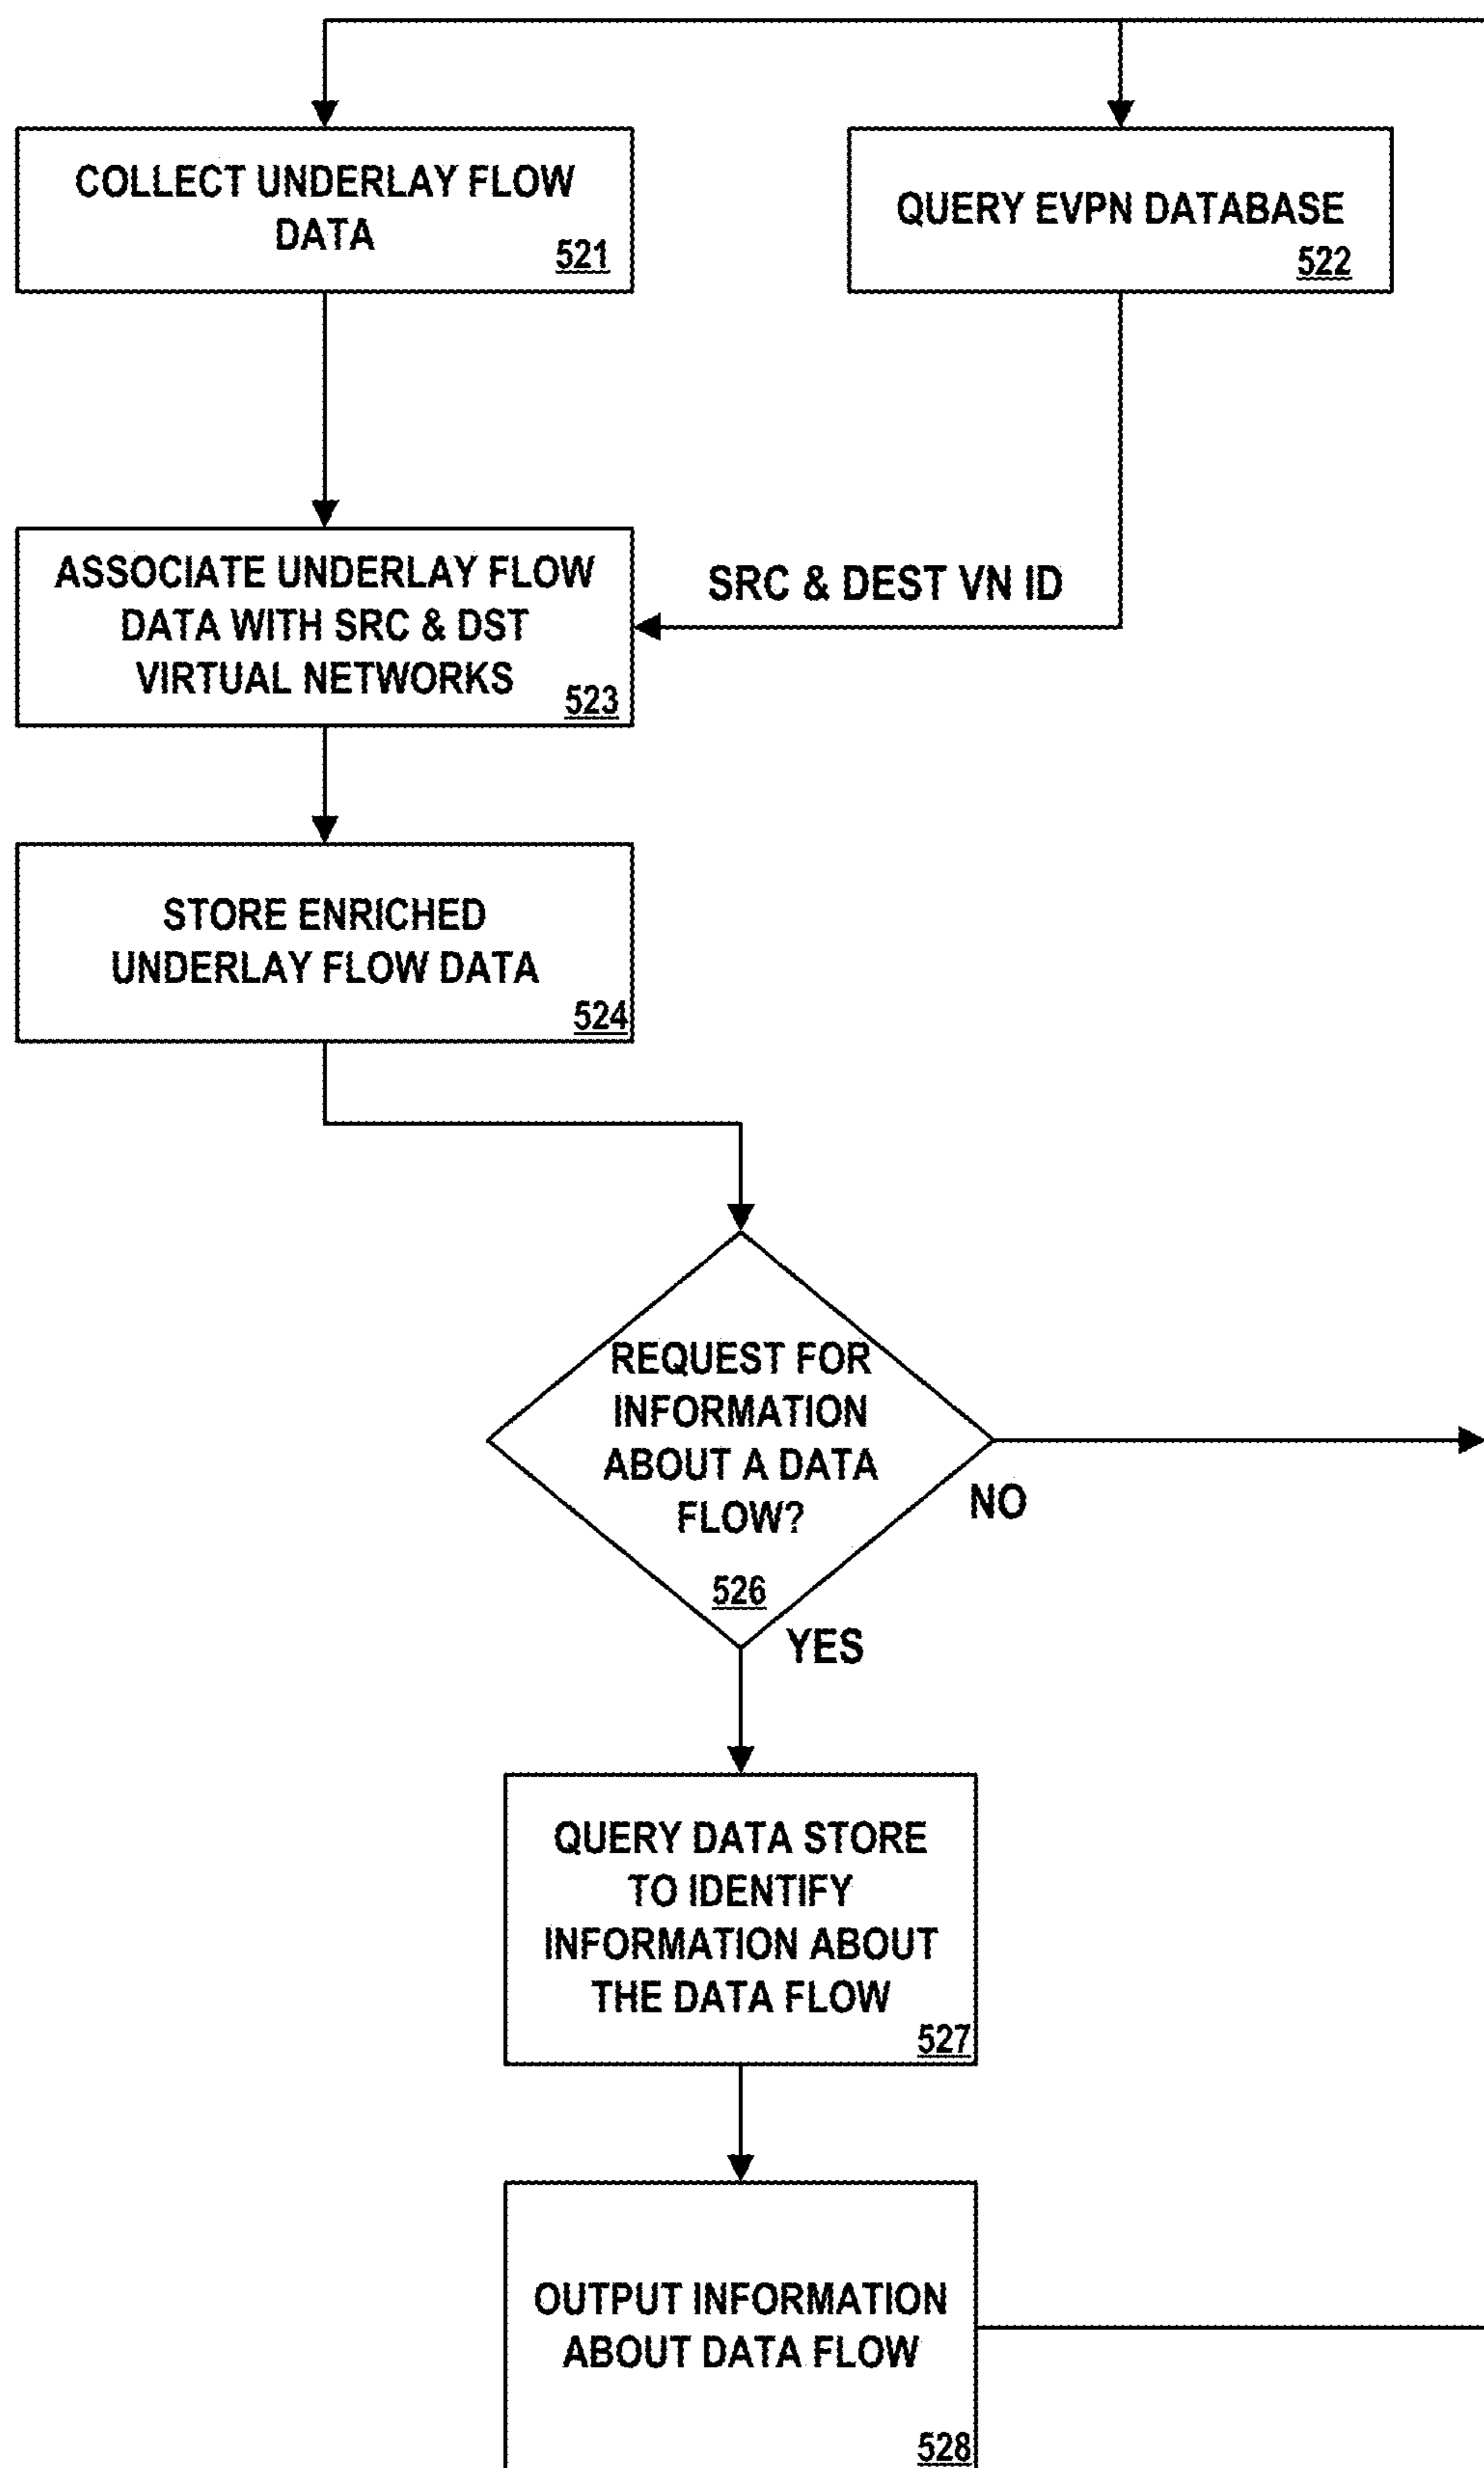 COLLECT UNDERLAY FLOW
DATA
521
QUERY EVPN DATABASE
522
ASSOCIATE UNDERLAY FLOW
DATA WITH SRC & DST
VIRTUAL NETWORKS
523
SRC & DEST VN ID
STORE ENRICHED
UNDERLAY FLOW DATA
524
REQUEST FOR
INFORMATION
ABOUT A DATA
FLOW?
526
NO
YES
QUERY DATA STORE
TO IDENTIFY
INFORMATION ABOUT
THE DATA FLOW
527
OUTPUT INFORMATION
ABOUT DATA FLOW
528